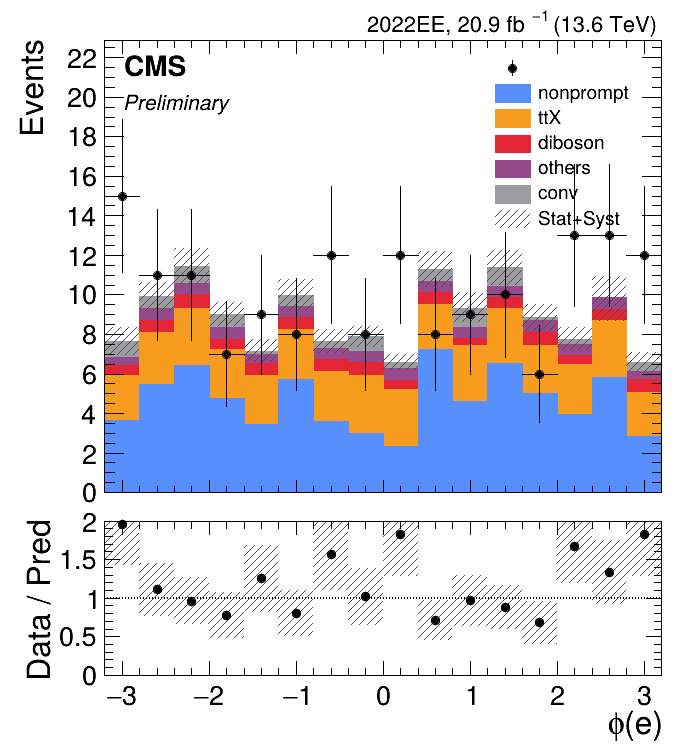 2022EE, 20.9 fb⁻¹ (13.6 TeV)
CMS
Preliminary
Events
22
20
18
16
14
12
10
8
6
4
2
0
nonprompt
ttX
diboson
others
conv
Stat+Syst
Data / Pred
2
1.5
1
0.5
0
−3 −2 −1 0 1 2 3
ϕ(e)